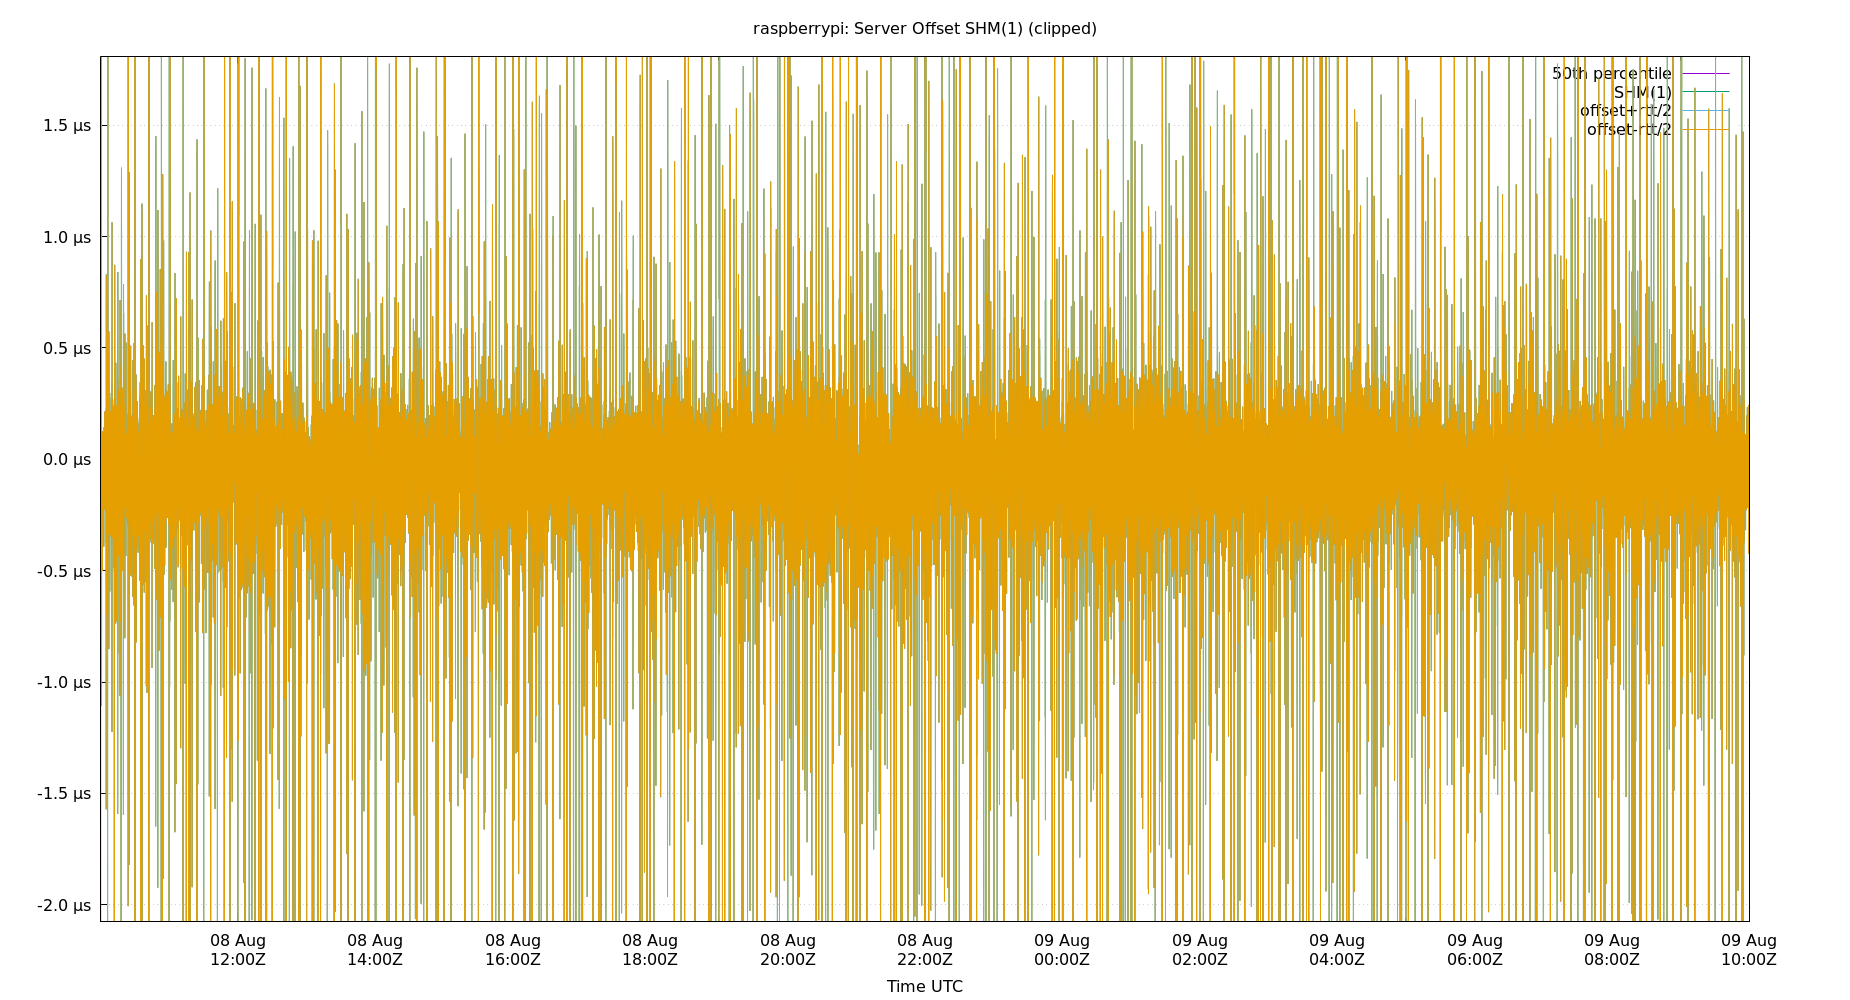 raspberrypi: Server Offset SHM(1) (clipped)
50th percentile
SHM(1)
offset+rtt/2
offset-rtt/2
1.5 µs
1.0 µs
0.5 µs
0.0 µs
-0.5 µs
-1.0 µs
-1.5 µs
-2.0 µs
08 Aug 08 Aug 08 Aug 08 Aug 08 Aug 08 Aug 09 Aug 09 Aug 09 Aug 09 Aug 09 Aug 09 Aug
12:00Z 14:00Z 16:00Z 18:00Z 20:00Z 22:00Z 00:00Z 02:00Z 04:00Z 06:00Z 08:00Z 10:00Z
Time UTC